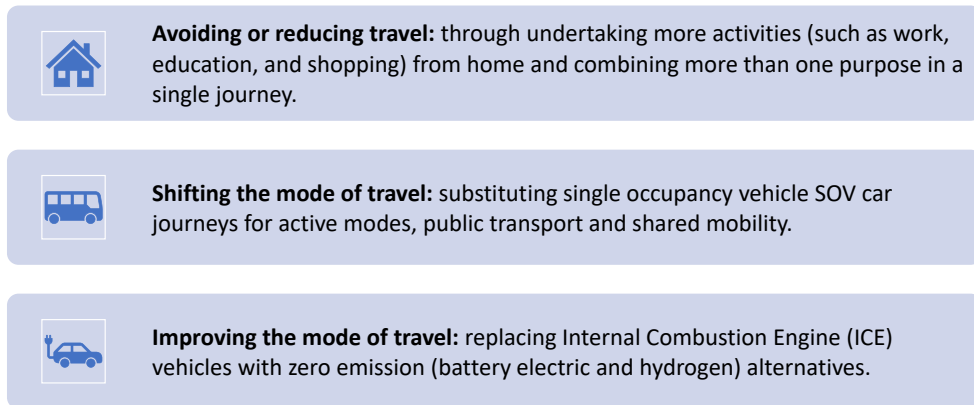 Avoiding or reducing travel: through undertaking more activities (such as work,
education, and shopping) from home and combining more than one purpose in a
single journey.
Shifting the mode of travel: substituting single occupancy vehicle SOV car
journeys for active modes, public transport and shared mobility.
Improving the mode of travel: replacing Internal Combustion Engine (ICE)
vehicles with zero emission (battery electric and hydrogen) alternatives.